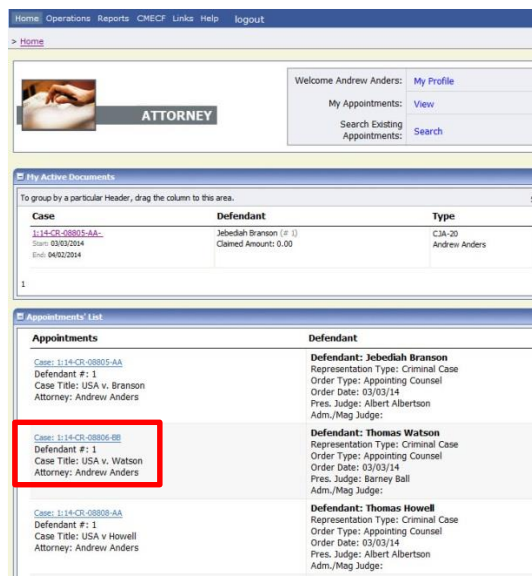 Home Operations Reports CMECF Links Help logout
> Home
ATTORNEY
Welcome Andrew Anders: My Profile
My Appointments: View
Search Existing Appointments: Search
My Active Documents
To group by a particular Header, drag the column to this area.
Case Defendant Type
1:14-CR-08805-AA- Jebediah Branson (# 1) CJA-20
Start: 03/03/2014 Claimed Amount: 0.00 Andrew Anders
End: 04/02/2014
1
Appointments' List
Appointments Defendant
Case: 1:14-CR-08805-AA
Defendant #: 1
Case Title: USA v. Branson
Attorney: Andrew Anders
Defendant: Jebediah Branson
Representation Type: Criminal Case
Order Type: Appointing Counsel
Order Date: 03/03/14
Pres. Judge: Albert Albertson
Adm./Mag Judge:
Case: 1:14-CR-08806-BB
Defendant #: 1
Case Title: USA v. Watson
Attorney: Andrew Anders
Defendant: Thomas Watson
Representation Type: Criminal Case
Order Type: Appointing Counsel
Order Date: 03/03/14
Pres. Judge: Barney Ball
Adm./Mag Judge:
Case: 1:14-CR-08808-AA
Defendant #: 1
Case Title: USA v Howell
Attorney: Andrew Anders
Defendant: Thomas Howell
Representation Type: Criminal Case
Order Type: Appointing Counsel
Order Date: 03/03/14
Pres. Judge: Albert Albertson
Adm./Mag Judge: